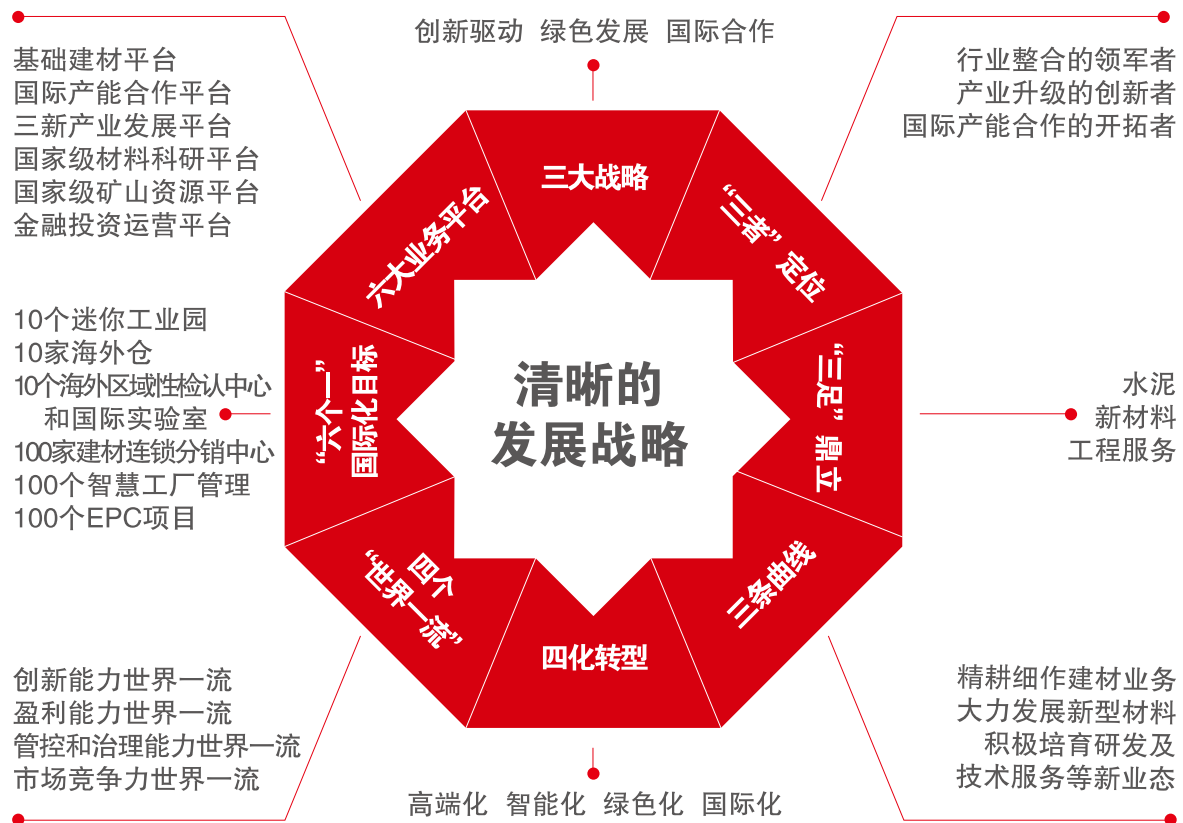 创新驱动 绿色发展 国际合作
基础建材平台
国际产能合作平台
三新产业发展平台
国家级材料科研平台
国家级矿山资源平台
金融投资运营平台
行业整合的领军者
产业升级的创新者
国际产能合作的开拓者
三大战略
“三者”定位
“三足”鼎立
三条曲线
四化转型
四个
“世界一流”
“六个一”
国际化目标
六大业务平台
清晰的
发展战略
10个迷你工业园
10家海外仓
10个海外区域性检认中心
和国际实验室
100家建材连锁分销中心
100个智慧工厂管理
100个EPC项目
水泥
新材料
工程服务
创新能力世界一流
盈利能力世界一流
管控和治理能力世界一流
市场竞争力世界一流
精耕细作建材业务
大力发展新型材料
积极培育研发及
技术服务等新业态
高端化 智能化 绿色化 国际化